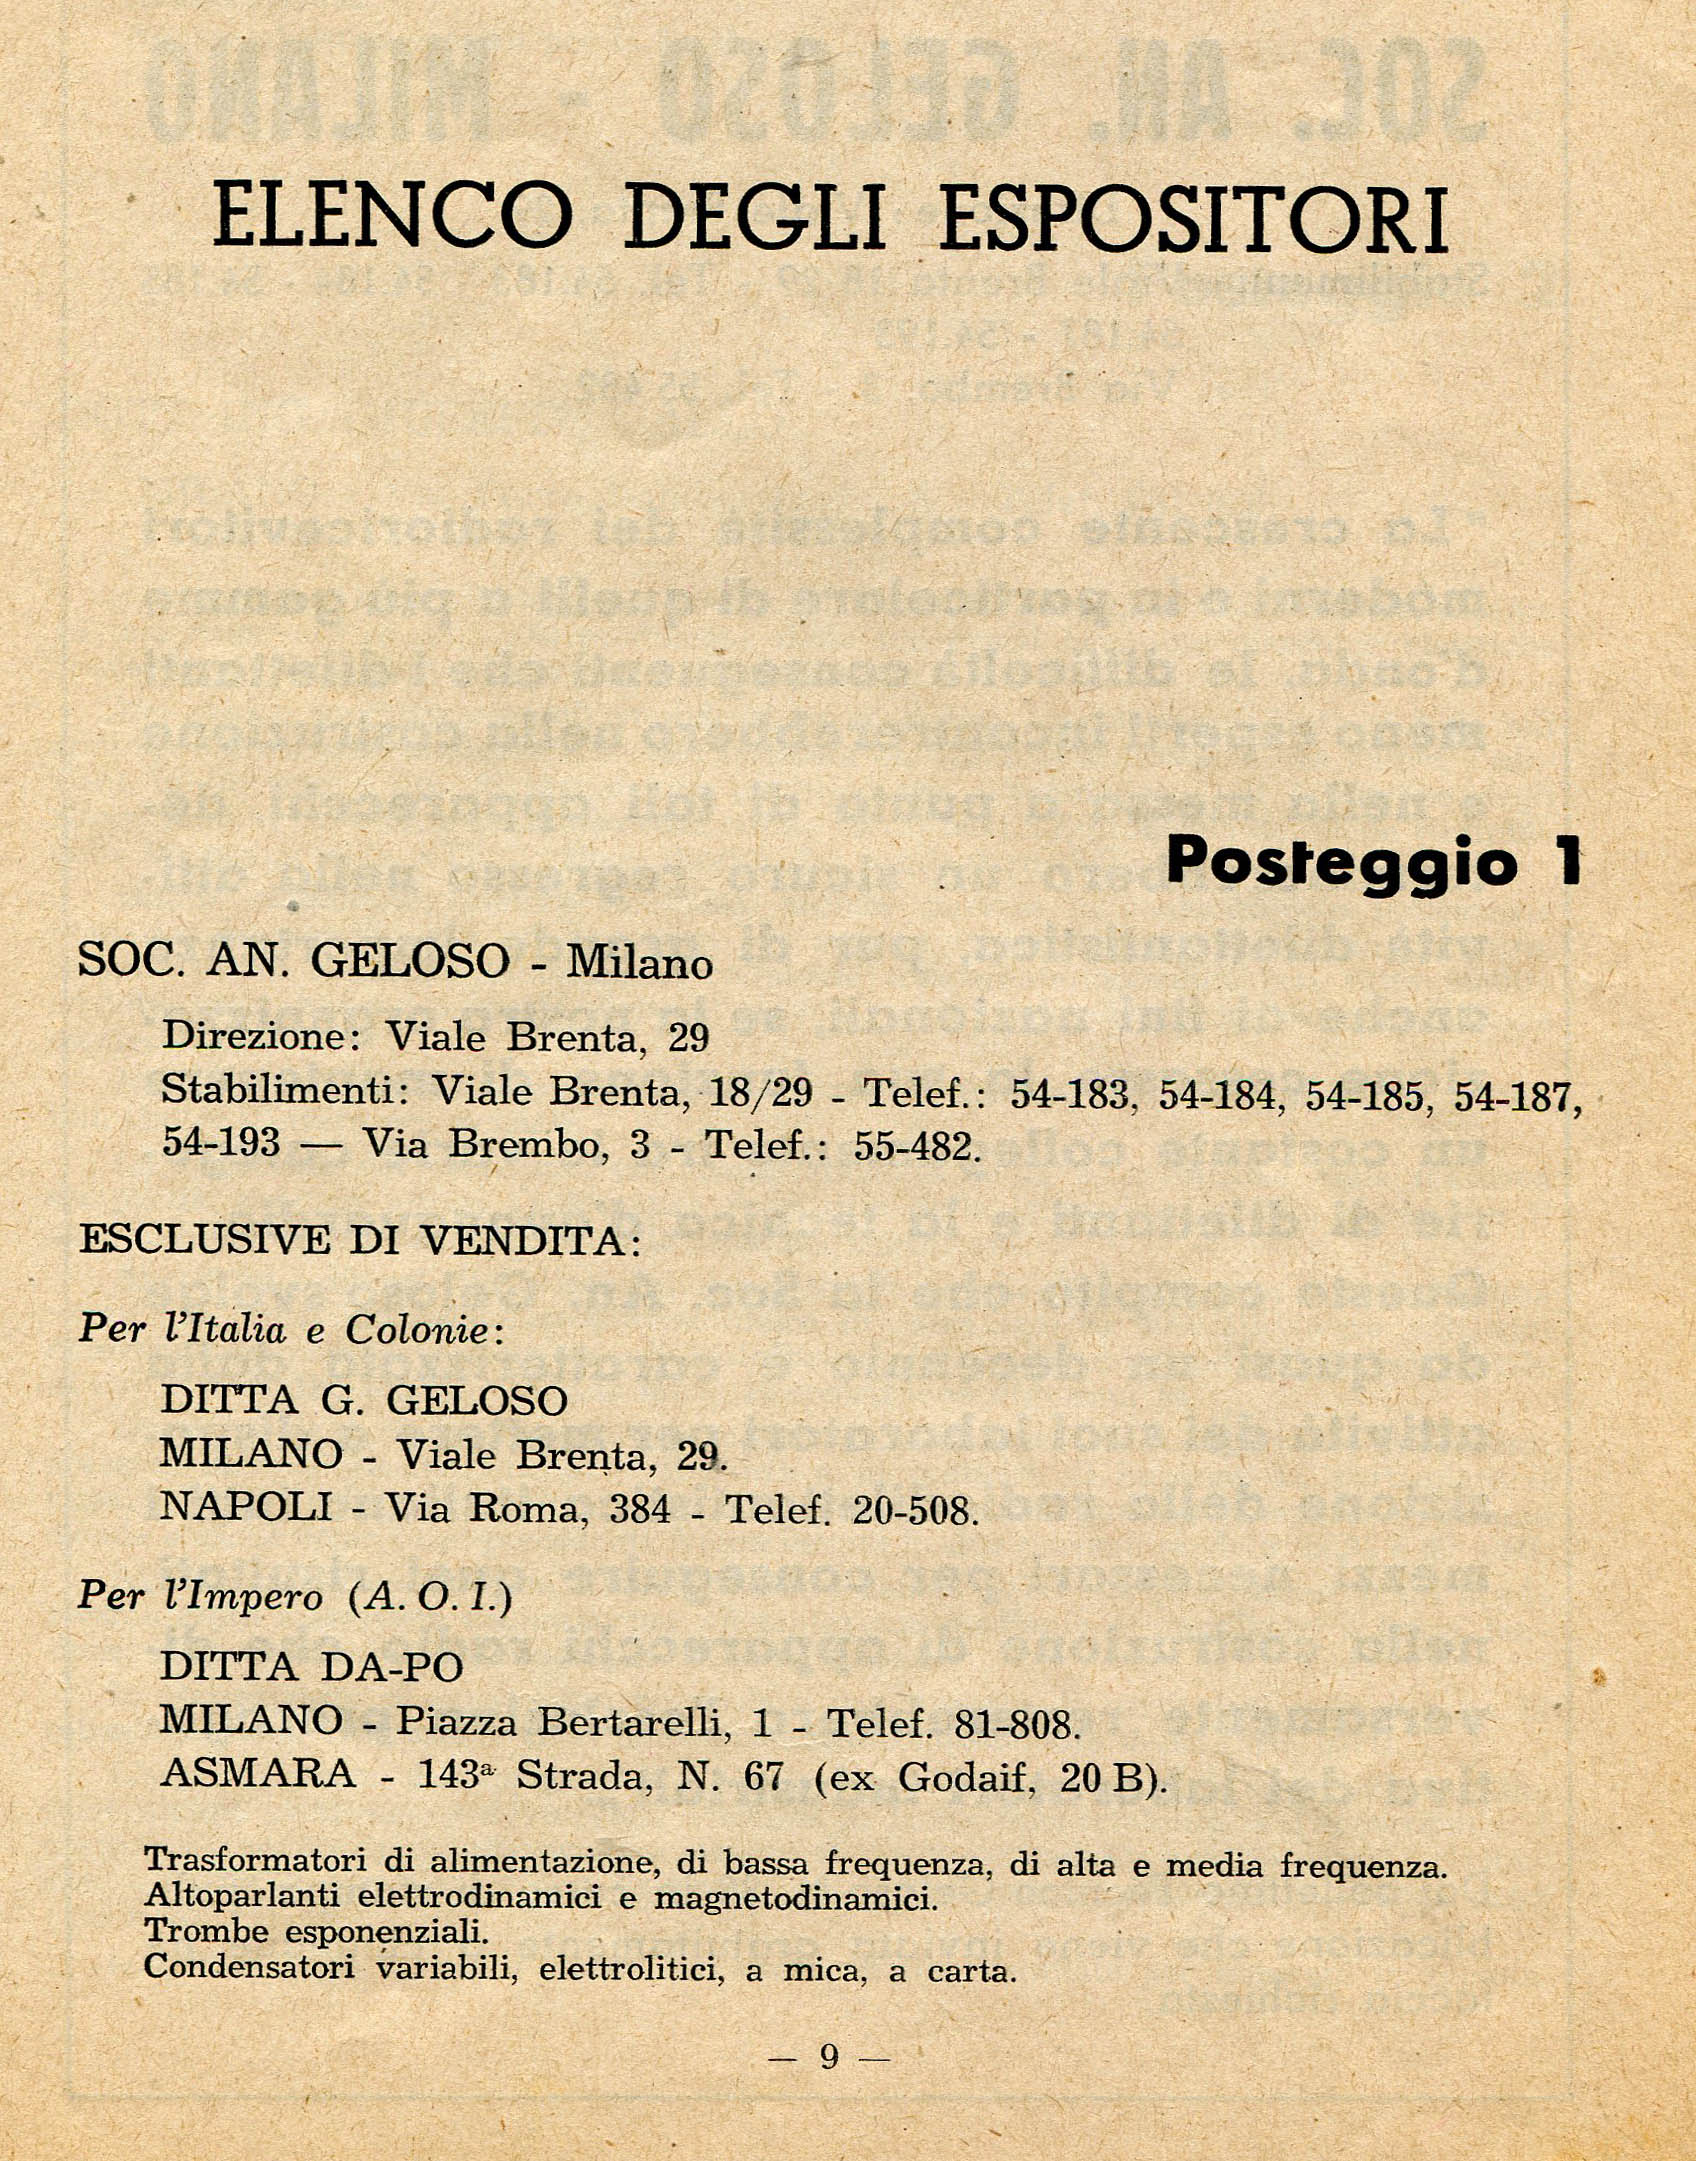 ELENCO DEGLI ESPOSITORI
Posteggio 1
SOC. AN. GELOSO - Milano
Direzione: Viale Brenta, 29
Stabilimenti: Viale Brenta, 18/29 - Telef.: 54-183, 54-184, 54-185, 54-187,
54-193 — Via Brembo, 3 - Telef.: 55-482.
ESCLUSIVE DI VENDITA:
Per l'Italia e Colonie:
DITTA G. GELOSO
MILANO - Viale Brenta, 29.
NAPOLI - Via Roma, 384 - Telef. 20-508.
Per l'Impero (A. O. I.)
DITTA DA-PO
MILANO - Piazza Bertarelli, 1 - Telef. 81-808.
ASMARA - 143ª Strada, N. 67 (ex Godaif, 20 B).
Trasformatori di alimentazione, di bassa frequenza, di alta e media frequenza.
Altoparlanti elettrodinamici e magnetodinamici.
Trombe esponenziali.
Condensatori variabili, elettrolitici, a mica, a carta.
— 9 —